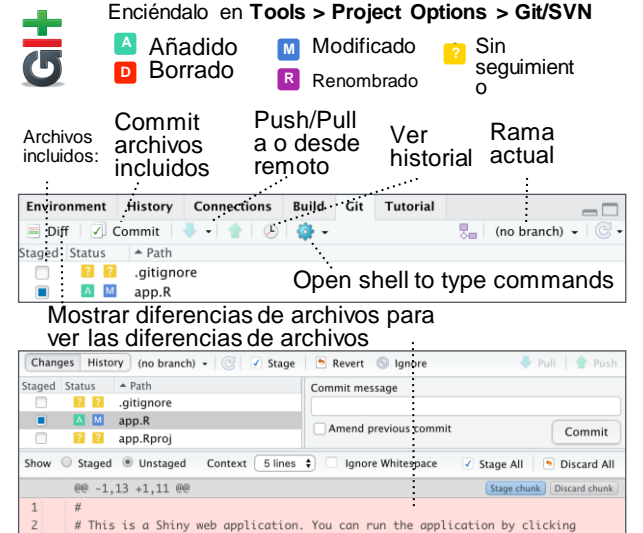 Git
Enciéndalo en Tools > Project Options > Git/SVN
A Añadido
M Modificado
? Sin
seguimient
o
D Borrado
R Renombrado
Archivos
incluidos:
Commit
archivos
incluidos
Push/Pull
a o desde
remoto
Ver
historial
Rama
actual
Environment History Connections Build Git Tutorial
Diff Commit (no branch)
Staged Status Path
? ? .gitignore
A M app.R
Open shell to type commands
Mostrar diferencias de archivos para
ver las diferencias de archivos
Changes History (no branch) Stage Revert Ignore Pull Push
Staged Status Path
? ? .gitignore
A M app.R
? ? app.Rproj
Commit message
Amend previous commit
Commit
Show Staged Unstaged Context 5 lines Ignore Whitespace Stage All Discard All
@@ -1,13 +1,11 @@ Stage chunk Discard chunk
1 #
2 # This is a Shiny web application. You can run the application by clicking